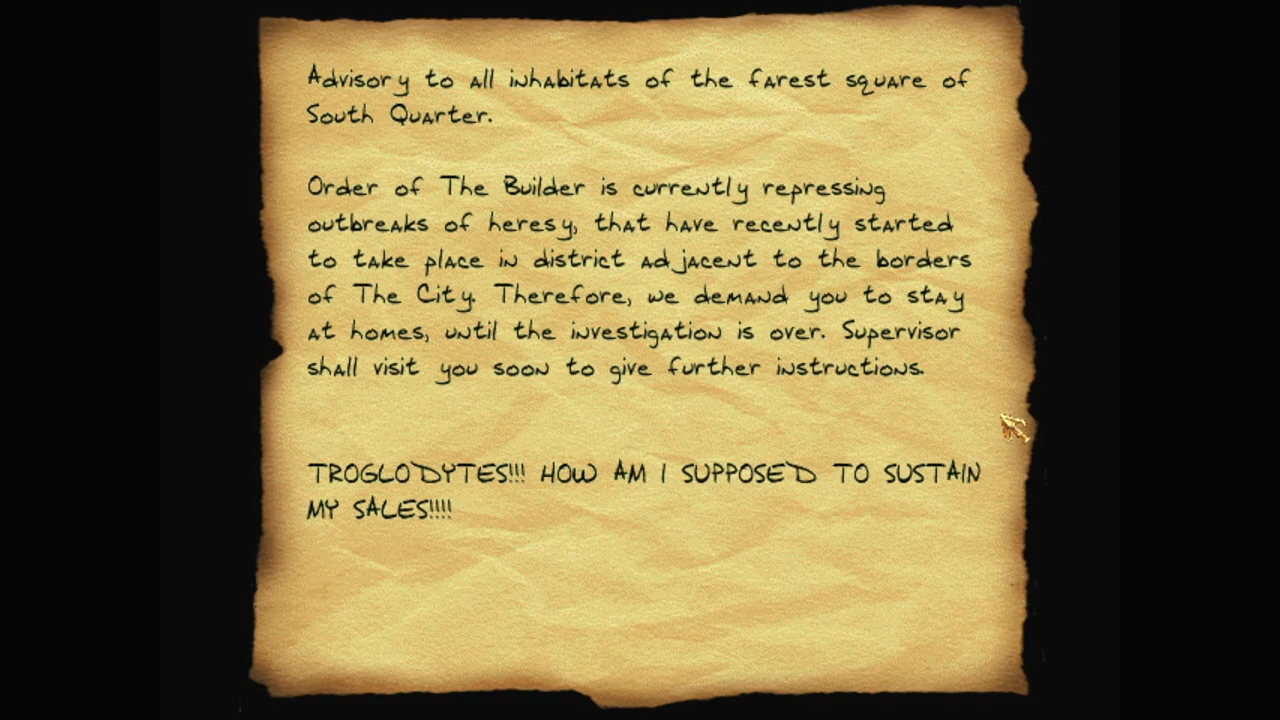 Advisory to all inhabitats of the farest square of
South Quarter.
Order of The Builder is currently repressing
outbreaks of heresy, that have recently started
to take place in district adjacent to the borders
of The City. Therefore, we demand you to stay
at homes, until the investigation is over. Supervisor
shall visit you soon to give further instructions.
TROGLODYTES!!! HOW AM I SUPPOSED TO SUSTAIN
MY SALES!!!!